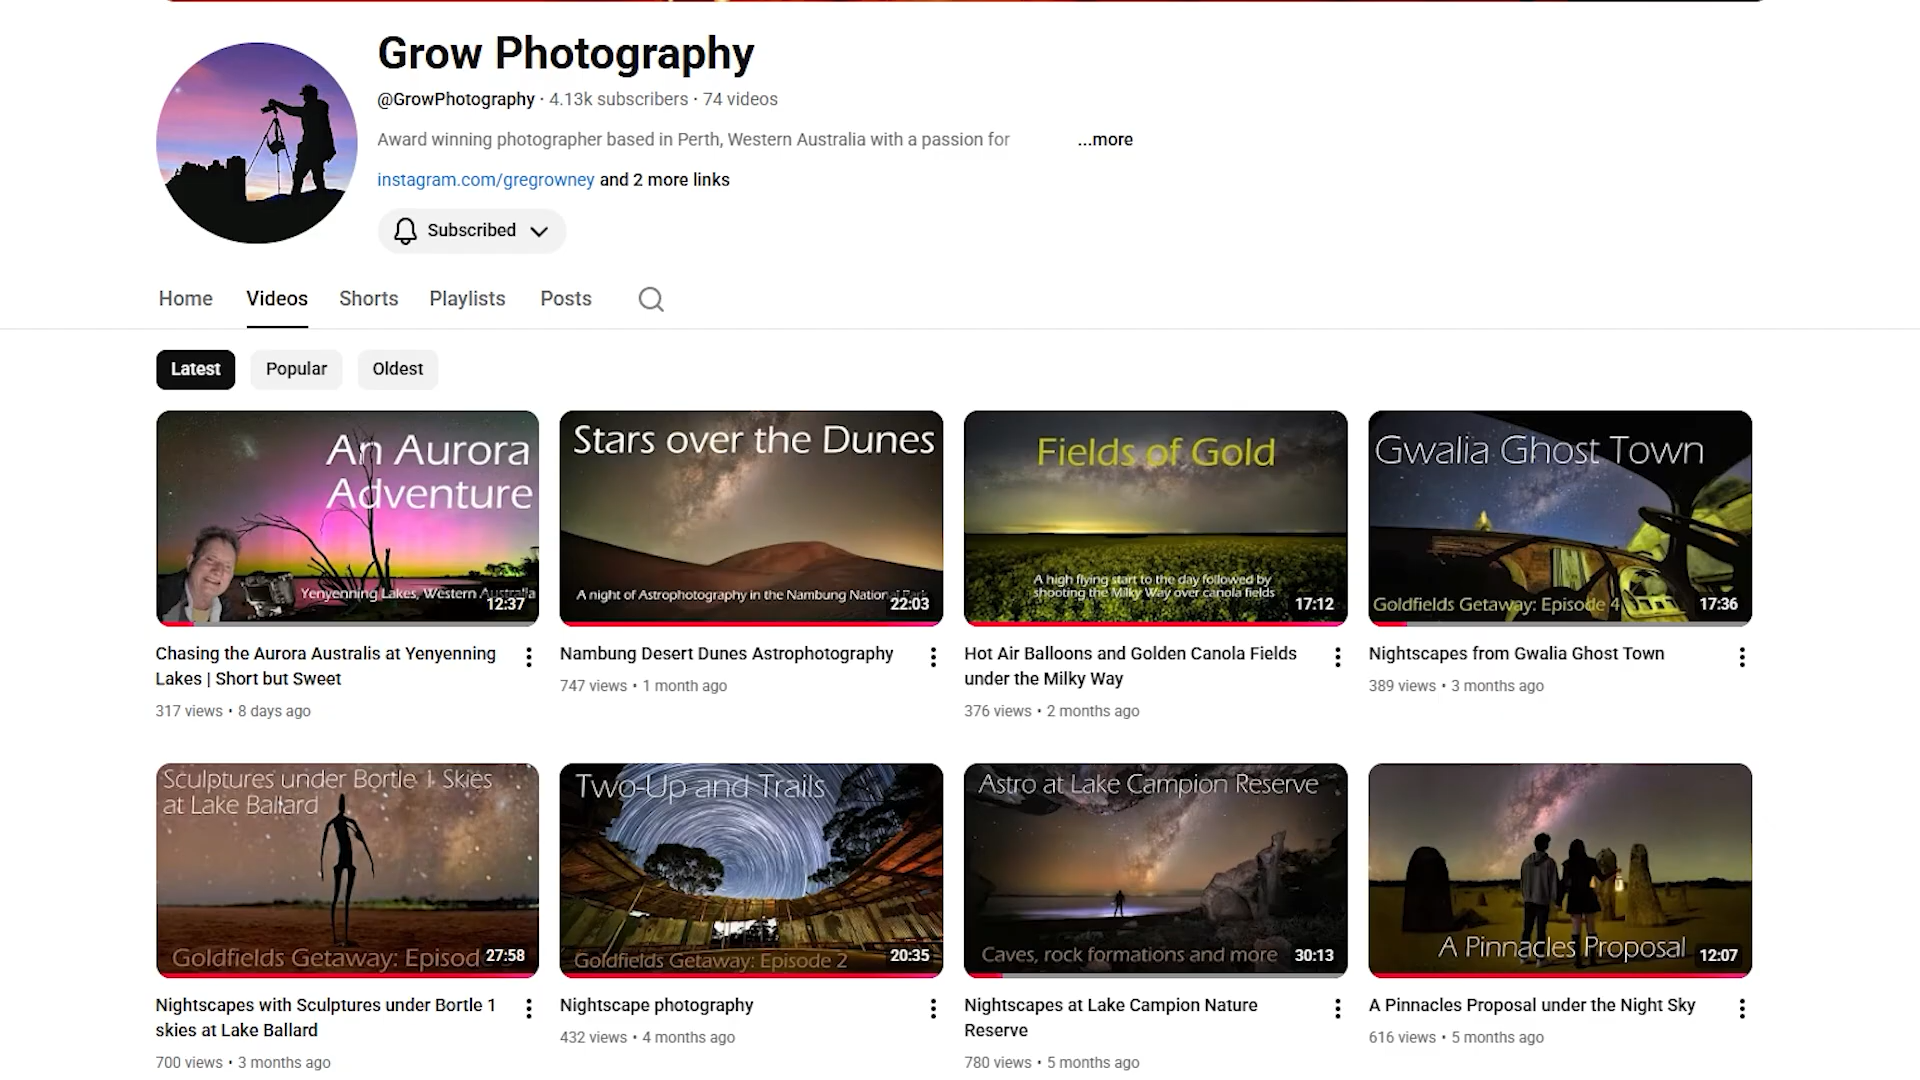 Grow Photography
@GrowPhotography · 4.13k subscribers · 74 videos
Award winning photographer based in Perth, Western Australia with a passion for ...more
instagram.com/gregrowney and 2 more links
Subscribed
Home Videos Shorts Playlists Posts
Latest Popular Oldest
An Aurora
Adventure
Yenyenning Lakes, Western Australia
12:37
Stars over the Dunes
A night of Astrophotography in the Nambung National Park
22:03
Fields of Gold
A high flying start to the day followed by
shooting the Milky Way over canola fields
17:12
Gwalia Ghost Town
Goldfields Getaway: Episode 4
17:36
Chasing the Aurora Australis at Yenyenning
Lakes | Short but Sweet
317 views • 8 days ago
Nambung Desert Dunes Astrophotography
747 views • 1 month ago
Hot Air Balloons and Golden Canola Fields
under the Milky Way
376 views • 2 months ago
Nightscapes from Gwalia Ghost Town
389 views • 3 months ago
Sculptures under Bortle 1 Skies
at Lake Ballard
Goldfields Getaway: Episod
27:58
Two-Up and Trails
Goldfields Getaway: Episode 2
20:35
Astro at Lake Campion Reserve
Caves, rock formations and more
30:13
A Pinnacles Proposal
12:07
Nightscapes with Sculptures under Bortle 1
skies at Lake Ballard
700 views • 3 months ago
Nightscape photography
432 views • 4 months ago
Nightscapes at Lake Campion Nature
Reserve
780 views • 5 months ago
A Pinnacles Proposal under the Night Sky
616 views • 5 months ago